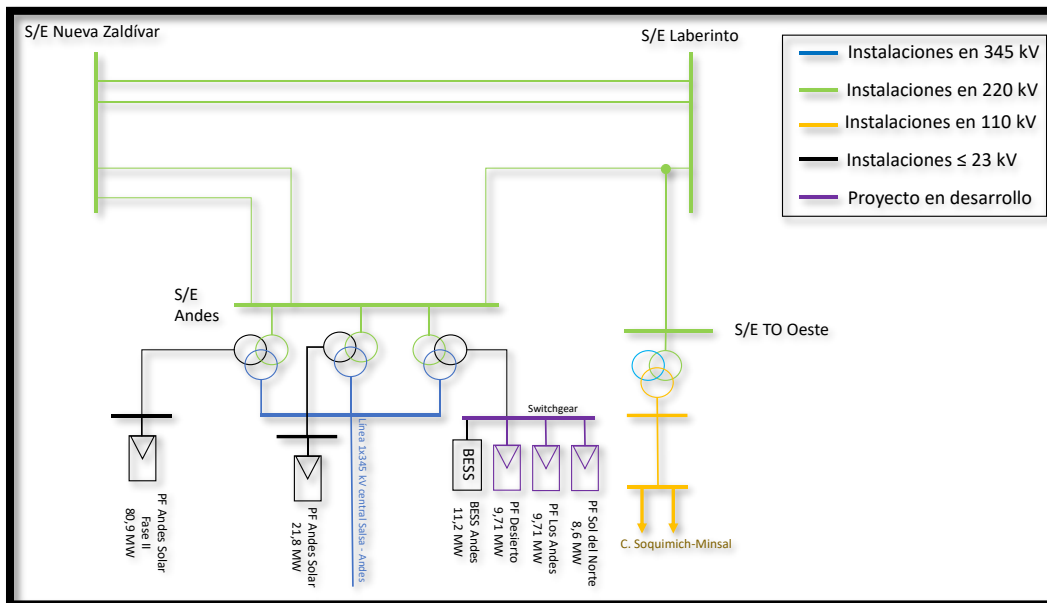 S/E Nueva Zaldívar
S/E Laberinto
Instalaciones en 345 kV
Instalaciones en 220 kV
Instalaciones en 110 kV
Instalaciones ≤ 23 kV
Proyecto en desarrollo
S/E
Andes
S/E TO Oeste
Switchgear
Línea 1x345 kV central Salsa - Andes
BESS
PF Andes Solar
Fase II
80,9 MW
PF Andes Solar
21,8 MW
BESS Andes
11,2 MW
PF Desierto
9,71 MW
PF Los Andes
9,71 MW
PF Sol del Norte
8,6 MW
C. Soquimich-Minsal